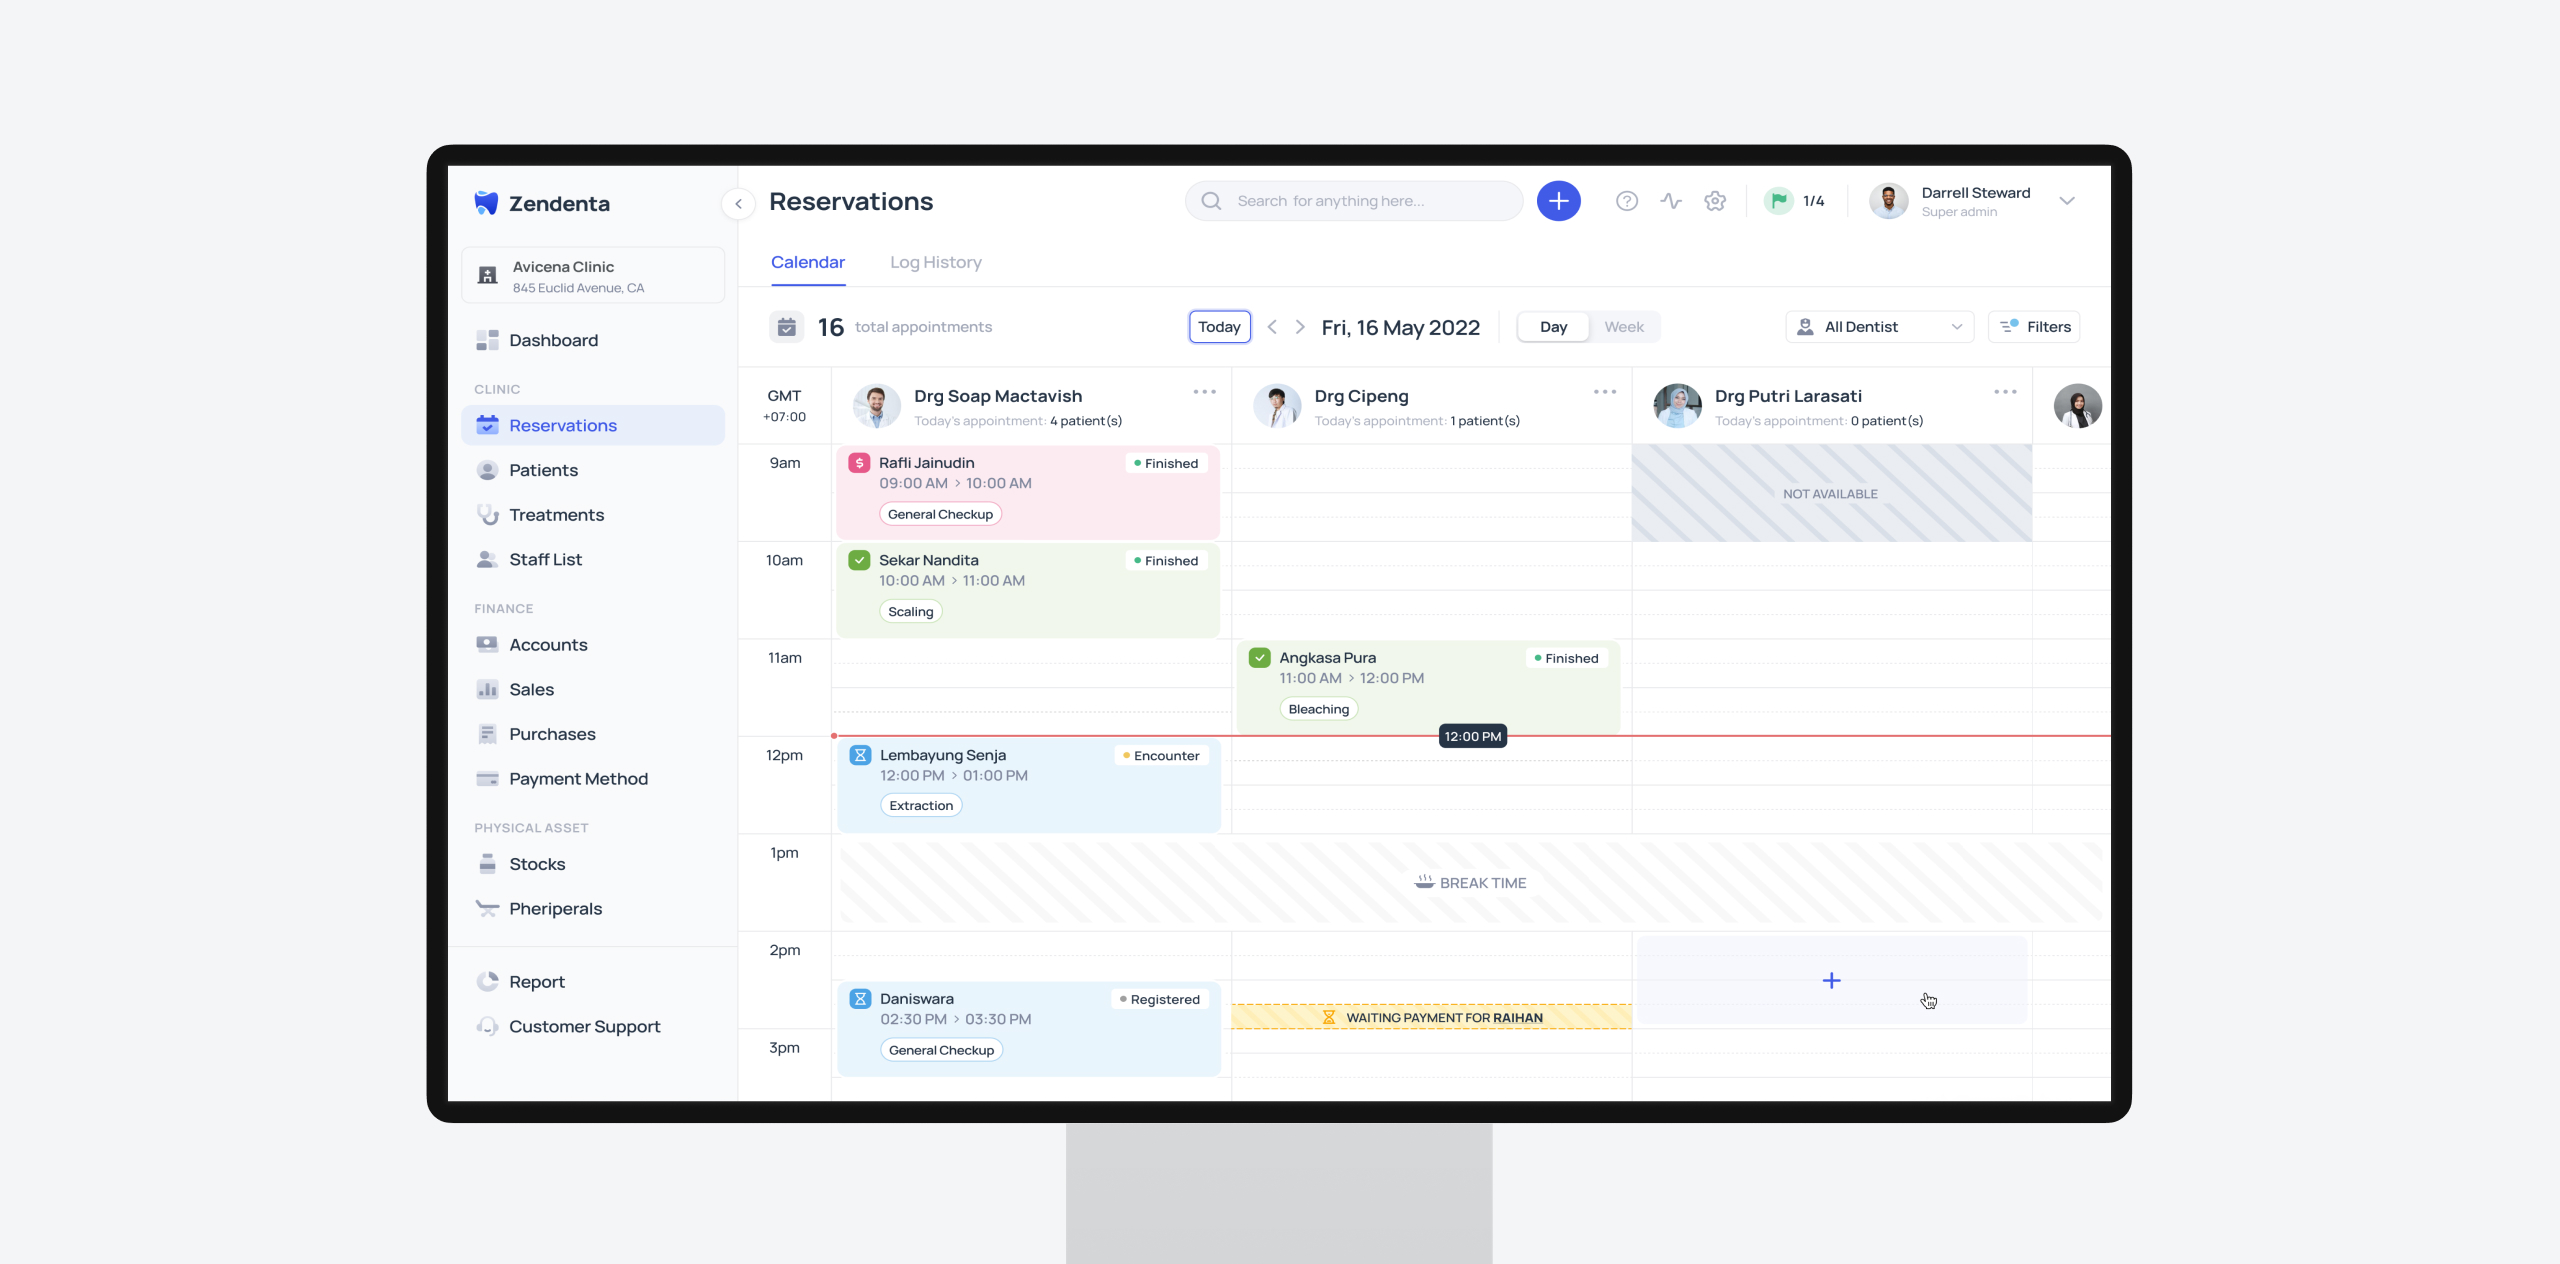 Zendenta
Avicena Clinic
845 Euclid Avenue, CA
Dashboard
CLINIC
Reservations
Patients
Treatments
Staff List
FINANCE
Accounts
Sales
Purchases
Payment Method
PHYSICAL ASSET
Stocks
Pheriperals
Report
Customer Support
Reservations
Search for anything here...
1/4
Darrell Steward
Super admin
Calendar
Log History
16 total appointments
Today
Fri, 16 May 2022
Day
Week
All Dentist
Filters
GMT
+07:00
Drg Soap Mactavish
Today's appointment: 4 patient(s)
Drg Cipeng
Today's appointment: 1 patient(s)
Drg Putri Larasati
Today's appointment: 0 patient(s)
9am
Rafli Jainudin
Finished
09:00 AM > 10:00 AM
General Checkup
NOT AVAILABLE
10am
Sekar Nandita
Finished
10:00 AM > 11:00 AM
Scaling
11am
Angkasa Pura
Finished
11:00 AM > 12:00 PM
Bleaching
12:00 PM
12pm
Lembayung Senja
Encounter
12:00 PM > 01:00 PM
Extraction
1pm
BREAK TIME
2pm
Daniswara
Registered
02:30 PM > 03:30 PM
General Checkup
WAITING PAYMENT FOR RAIHAN
3pm